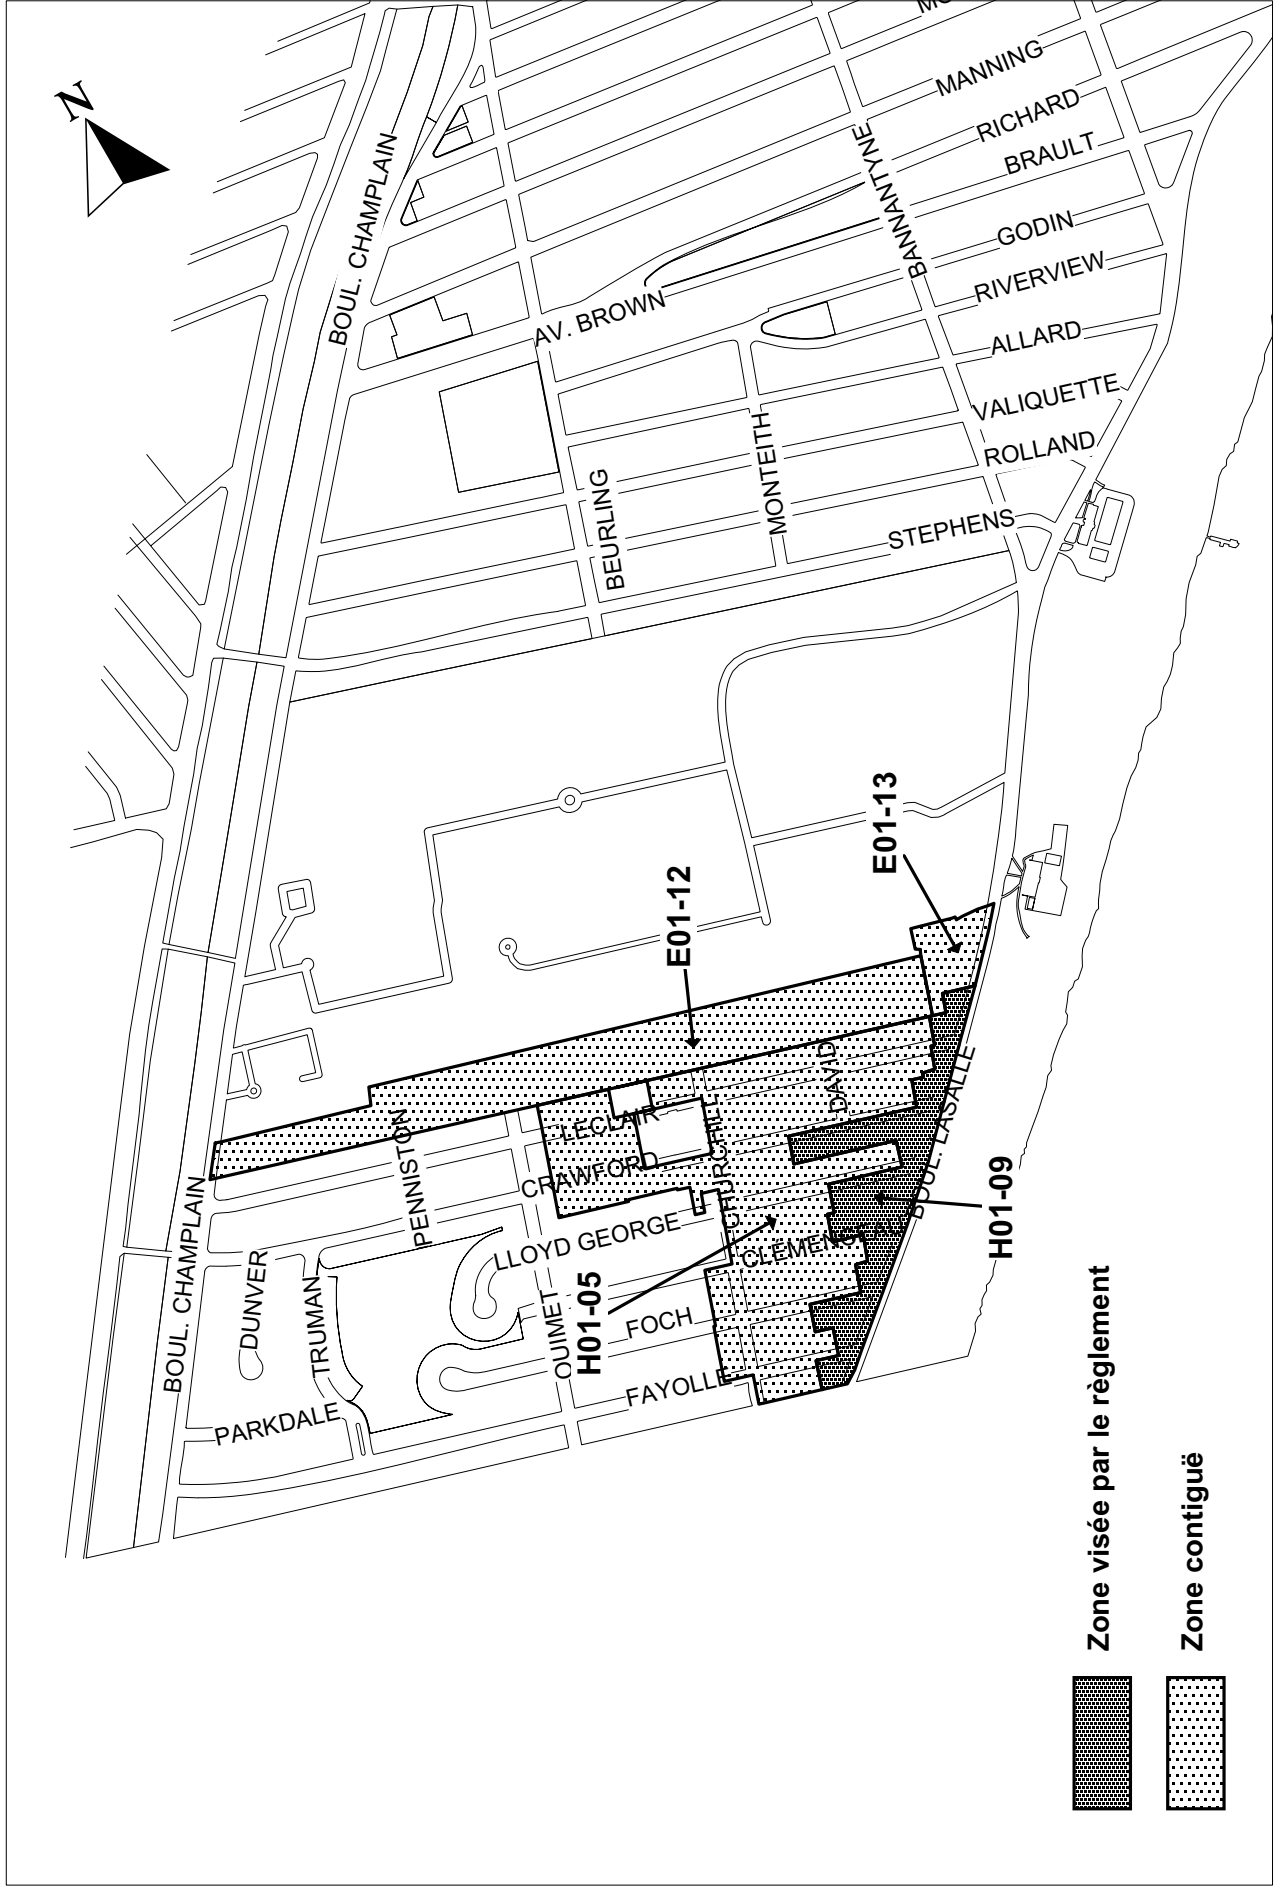 N
BOUL. CHAMPLAIN
MANNING
RICHARD
BRAULT
BANNANTYNE
GODIN
RIVERVIEW
AV. BROWN
ALLARD
VALIQUETTE
ROLLAND
MONTEITH
BEURLING
STEPHENS
E01-13
E01-12
DAVID
LECLAIR
PENNISTON
CRAWFORD
CHURCHILL
BOUL. LASALLE
BOUL. CHAMPLAIN
LLOYD GEORGE
CLEMENCEAU
H01-09
H01-05
DUNVER
TRUMAN
OUIMET
FOCH
FAYOLLE
PARKDALE
Zone visée par le règlement
Zone contiguë